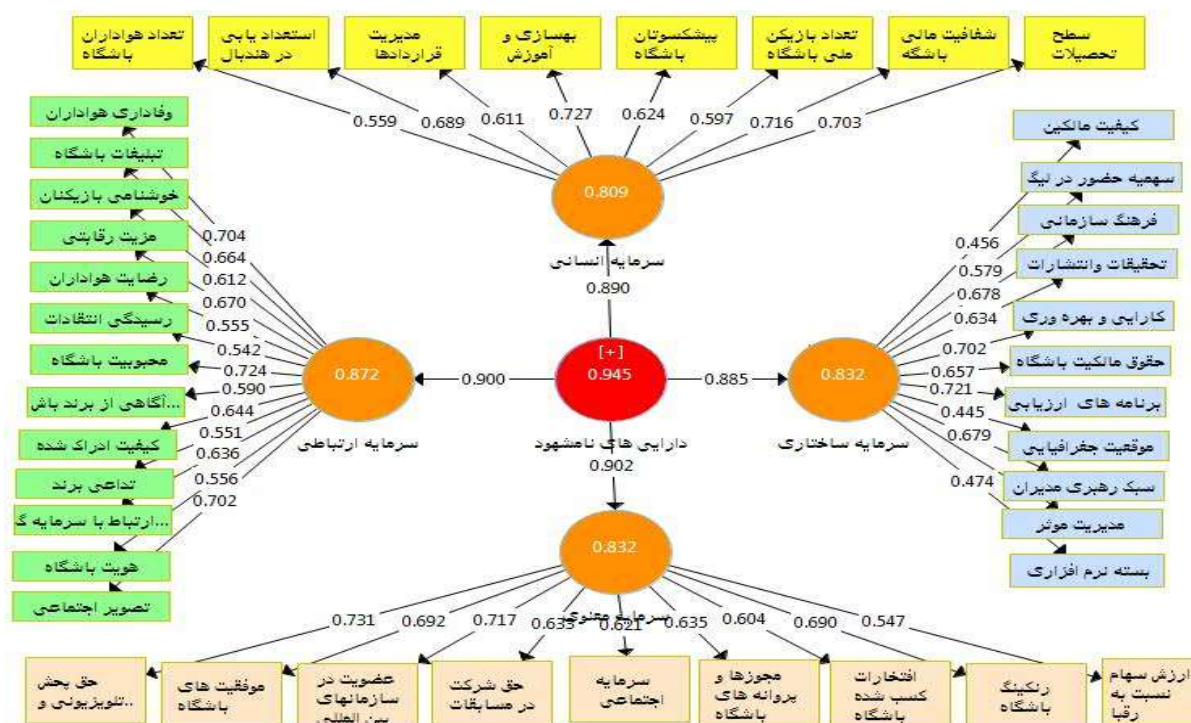 تعداد هواداران
باشگاه
استعداد یابی
در هندبال
مدیریت
قراردادها
بهسازی و
آموزش
پیشکسوتان
باشگاه
تعداد بازیکن
ملی باشگاه
شفافیت مالی
باشگه
سطح
تحصیلات
0.559
0.689
0.611
0.727
0.624
0.597
0.716
0.703
0.809
سرمایه انسانی
0.890
وفاداری هواداران
تبلیغات باشگاه
خوشنامی بازیکنان
مزیت رقابتی
رضایت هواداران
رسیدگی انتقادات
محبوبیت باشگاه
آگاهی از برند باش...
کیفیت ادراک شده
تداعی برند
ارتباط با سرمایه گ...
هویت باشگاه
تصویر اجتماعی
0.704
0.664
0.612
0.670
0.555
0.542
0.724
0.590
0.644
0.551
0.636
0.556
0.702
0.872
سرمایه ارتباطی
0.900
[+]
0.945
دارایی های نامشهود
0.885
0.832
سرمایه ساختاری
0.456
0.579
0.678
0.634
0.702
0.657
0.721
0.445
0.679
0.474
کیفیت مالکین
سهمیه حضور در لیگ
فرهنگ سازمانی
تحقیقات وانتشارات
کارایی و بهره وری
حقوق مالکیت باشگاه
برنامه های ارزیابی
موقعیت جغرافیایی
سبک رهبری مدیران
مدیریت موثر
بسته نرم افزاری
0.902
0.832
سرمایه معنوی
0.731
0.692
0.717
0.633
0.621
0.635
0.604
0.690
0.547
حق پخش
تلویزیونی و..
موفقیت های
باشگاه
عضویت در
سازمانهای
بین المللی
حق شرکت
در مسابقات
سرمایه
اجتماعی
مجوزها و
پروانه های
باشگاه
افتخارات
کسب شده
باشگاه
رنکینگ
باشگاه
ارزش سهام
نسبت به
رقبا